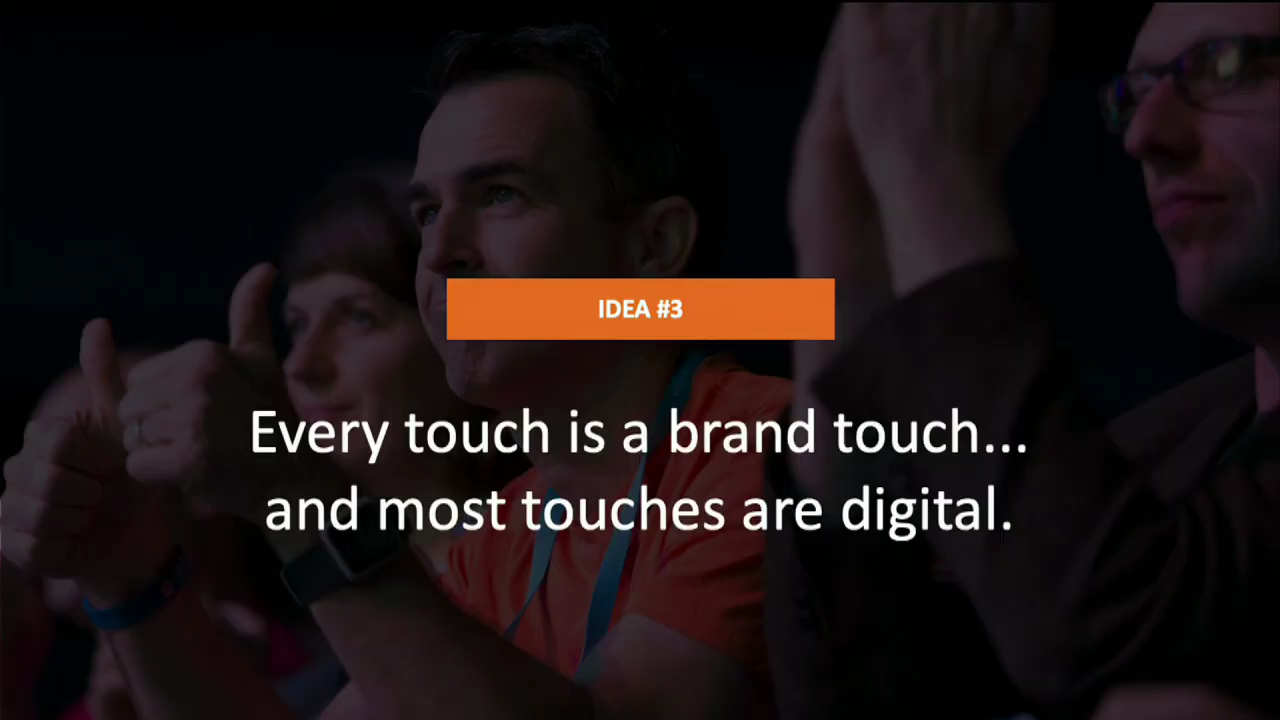 IDEA #3
Every touch is a brand touch...
and most touches are digital.